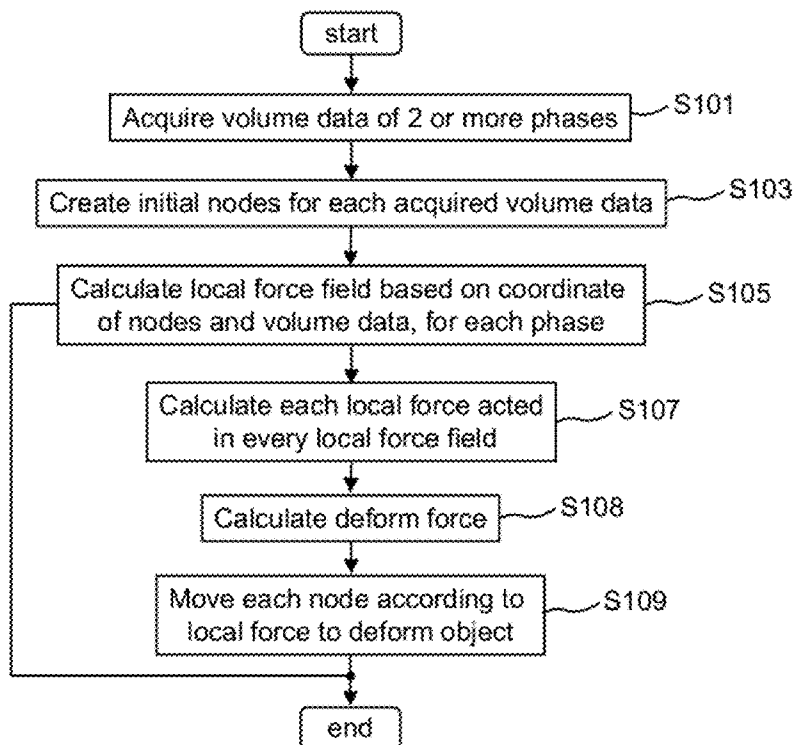 start
Acquire volume data of 2 or more phases
S101
Create initial nodes for each acquired volume data
S103
Calculate local force field based on coordinate
of nodes and volume data, for each phase
S105
Calculate each local force acted
in every local force field
S107
Calculate deform force
S108
Move each node according to
local force to deform object
S109
end